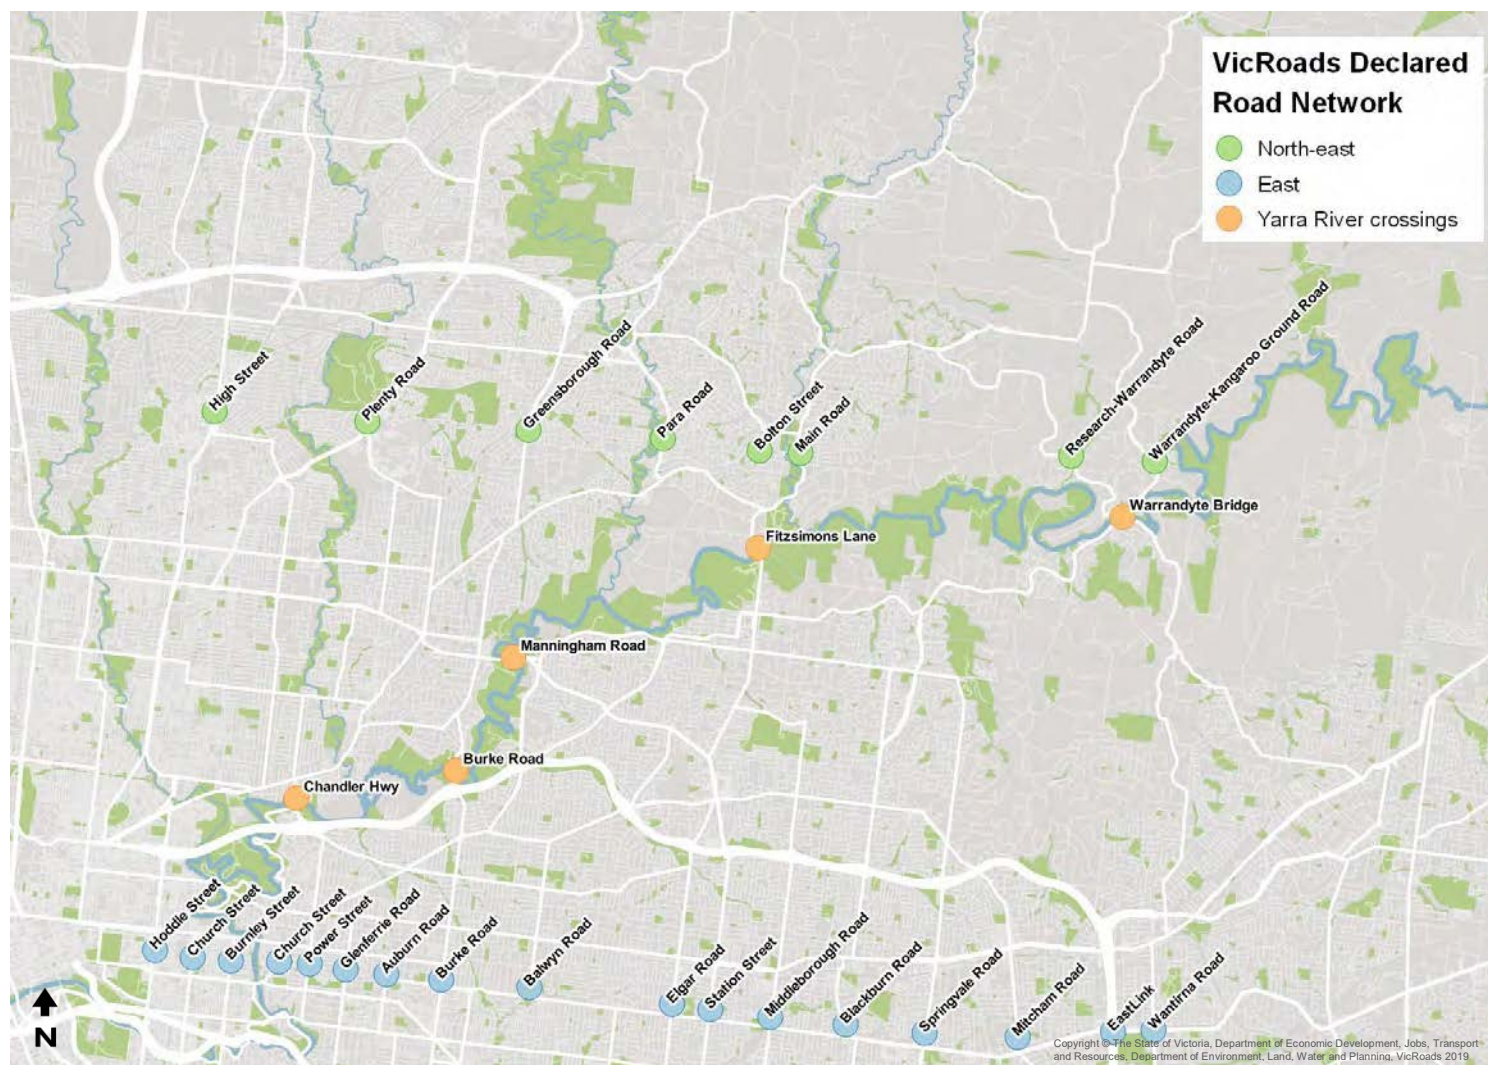 VicRoads Declared
Road Network
North-east
East
Yarra River crossings
High Street
Plenty Road
Greensborough Road
Para Road
Bolton Street
Main Road
Research-Warrandyte Road
Warrandyte-Kangaroo Ground Road
Warrandyte Bridge
Fitzsimons Lane
Manningham Road
Burke Road
Chandler Hwy
Hoddle Street
Church Street
Burnley Street
Church Street
Power Street
Glenferrie Road
Auburn Road
Burke Road
Balwyn Road
Elgar Road
Station Street
Middleborough Road
Blackburn Road
Springvale Road
Mitcham Road
EastLink
Wantirna Road
N
Copyright © The State of Victoria, Department of Economic Development, Jobs, Transport
and Resources, Department of Environment, Land, Water and Planning, VicRoads 2019